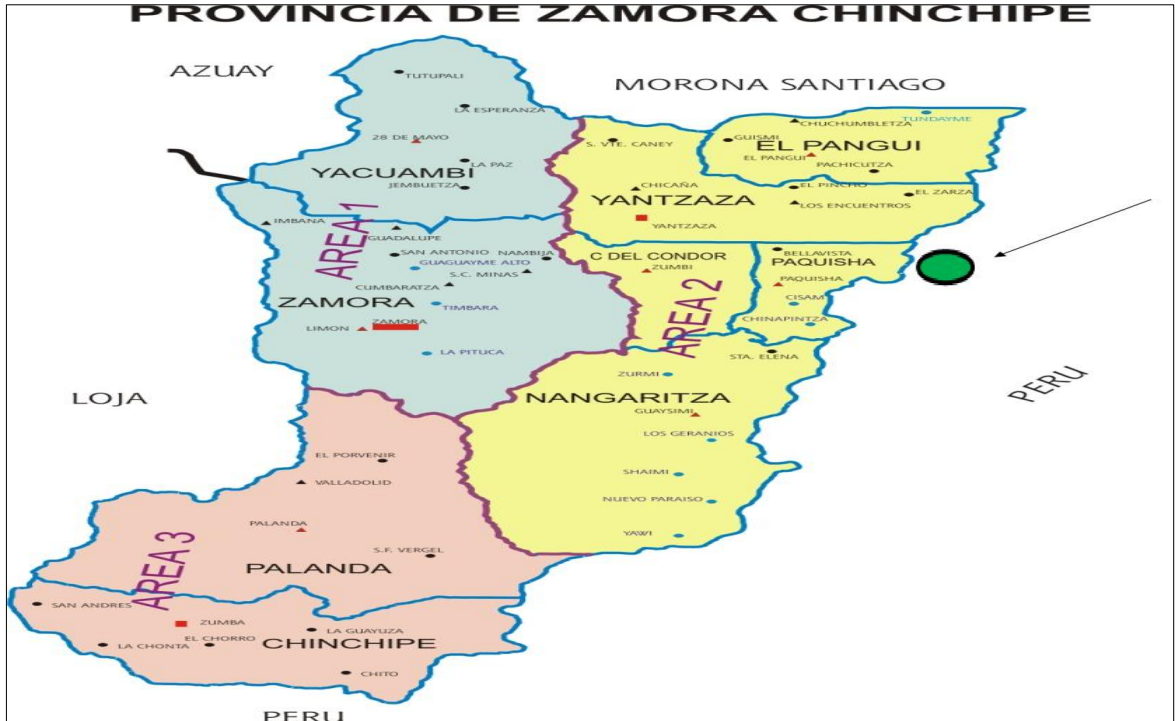 PROVINCIA DE ZAMORA CHINCHIPE
AZUAY
MORONA SANTIAGO
TUTUPALI
LA ESPERANZA
28 DE MAYO
LA PAZ
YACUAMBI
JEMBUETZA
TUNDAYME
CHUCHUMBLETZA
GUISMI
EL PANGUI
EL PANGUI
PACHICUTZA
S. VTE. CANEY
CHICAÑA
EL PINCHO
EL ZARZA
YANTZAZA
LOS ENCUENTROS
YANTZAZA
IMBANA
AREA 1
GUADALUPE
SAN ANTONIO
NAMBIJA
GUAGUAYME ALTO
S.C. MINAS
CUMBARATZA
ZAMORA
TIMBARA
LIMON
ZAMORA
LA PITUCA
C DEL CONDOR
ZUMBI
AREA 2
BELLAVISTA
PAQUISHA
PAQUISHA
CISAM
CHINAPINTZA
STA. ELENA
ZURMI
NANGARITZA
GUAYSIMI
LOS GERANIOS
SHAIMI
NUEVO PARAISO
YAWI
PERU
LOJA
EL PORVENIR
VALLADOLID
PALANDA
S.F. VERGEL
AREA 3
PALANDA
SAN ANDRES
ZUMBA
LA GUAYUZA
EL CHORRO
LA CHONTA
CHINCHIPE
CHITO
PERU